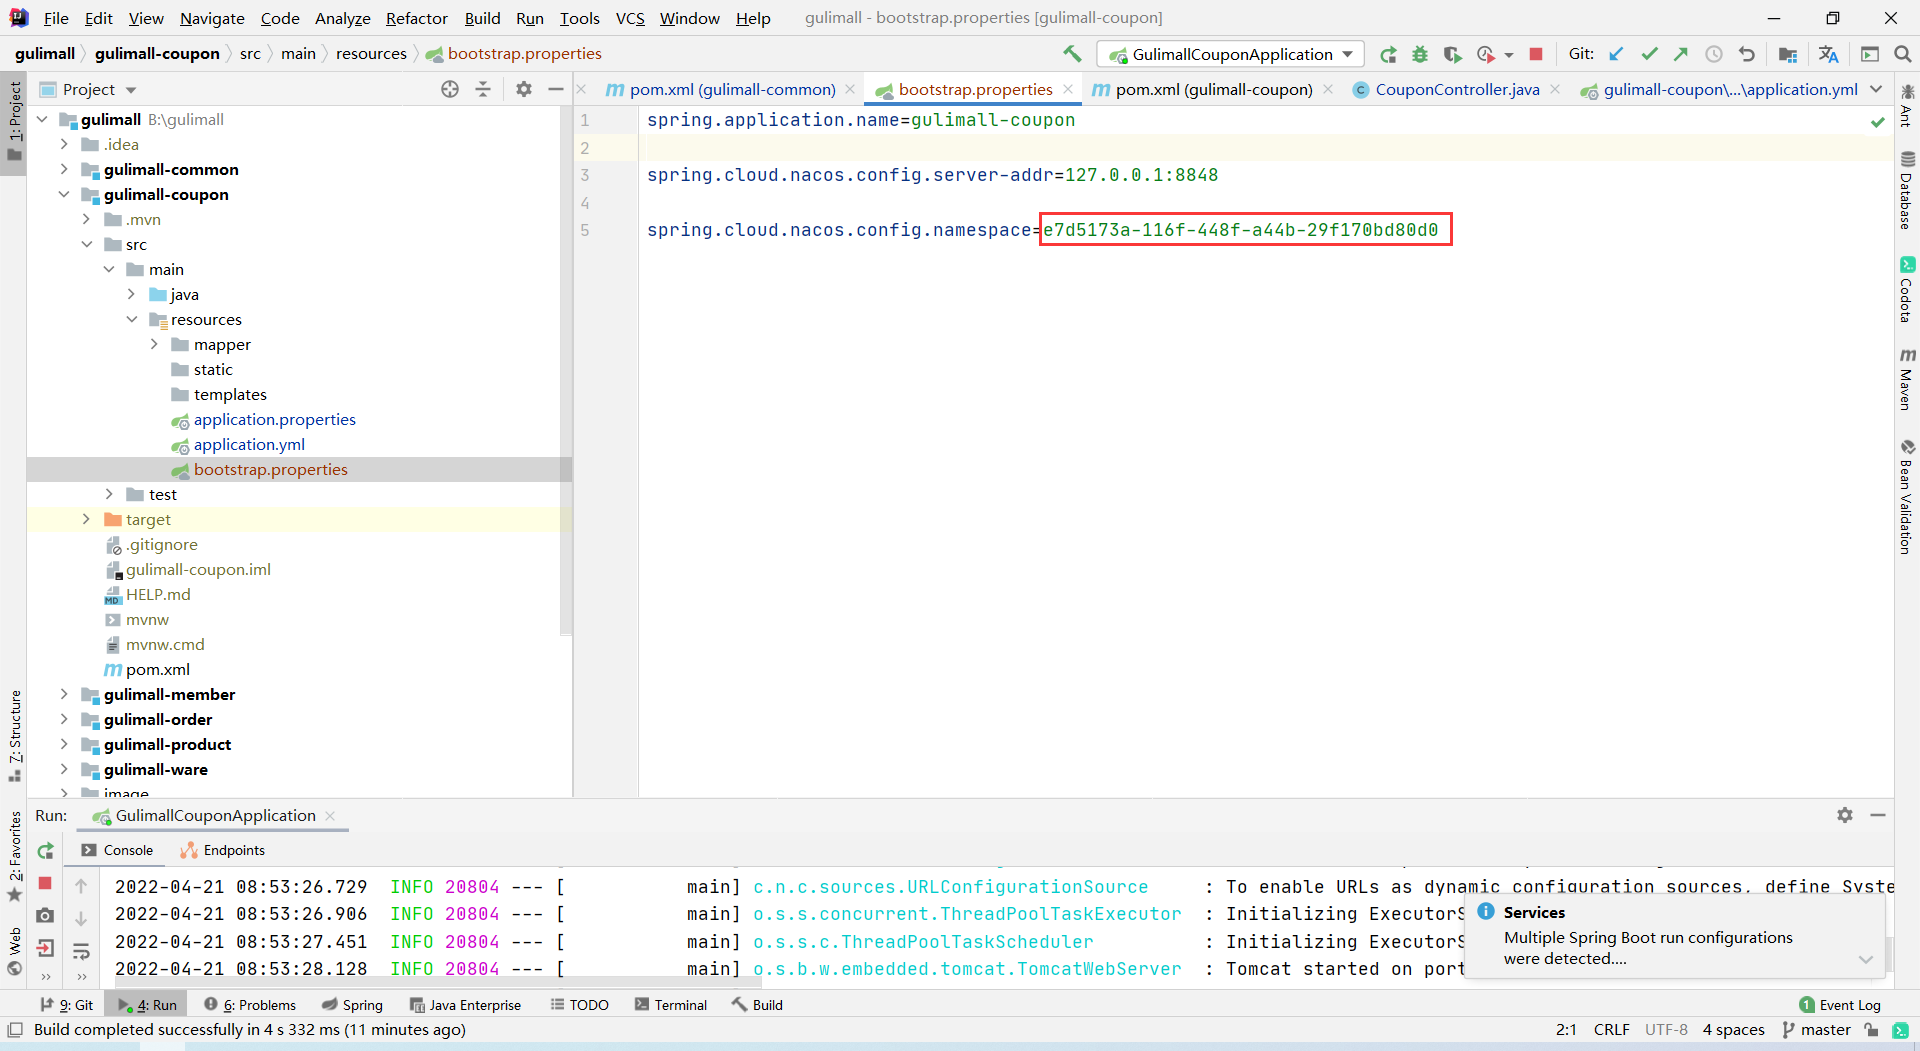 File Edit View Navigate Code Analyze Refactor Build Run Tools VCS Window Help gulimall - bootstrap.properties [gulimall-coupon]
gulimall gulimall-coupon src main resources bootstrap.properties GulimallCouponApplication Git:
1: Project
Project
gulimall B:\gulimall
.idea
gulimall-common
gulimall-coupon
.mvn
src
main
java
resources
mapper
static
templates
application.properties
application.yml
bootstrap.properties
test
target
.gitignore
gulimall-coupon.iml
HELP.md
mvnw
mvnw.cmd
pom.xml
gulimall-member
gulimall-order
gulimall-product
gulimall-ware
image
7: Structure
2: Favorites
Web
pom.xml (gulimall-common) bootstrap.properties pom.xml (gulimall-coupon) CouponController.java gulimall-coupon\...\application.yml
1 spring.application.name=gulimall-coupon
2
3 spring.cloud.nacos.config.server-addr=127.0.0.1:8848
4
5 spring.cloud.nacos.config.namespace=e7d5173a-116f-448f-a44b-29f170bd80d0
Ant
Database
Codota
Maven
Bean Validation
Run: GulimallCouponApplication
Console Endpoints
2022-04-21 08:53:26.729 INFO 20804 --- [ main] c.n.c.sources.URLConfigurationSource : To enable URLs as dynamic configuration sources, define Syste
2022-04-21 08:53:26.906 INFO 20804 --- [ main] o.s.s.concurrent.ThreadPoolTaskExecutor : Initializing ExecutorS
2022-04-21 08:53:27.451 INFO 20804 --- [ main] o.s.s.c.ThreadPoolTaskScheduler : Initializing ExecutorS
2022-04-21 08:53:28.128 INFO 20804 --- [ main] o.s.b.w.embedded.tomcat.TomcatWebServer : Tomcat started on port
Services
Multiple Spring Boot run configurations
were detected....
9: Git 4: Run 6: Problems Spring Java Enterprise TODO Terminal Build 1 Event Log
Build completed successfully in 4 s 332 ms (11 minutes ago) 2:1 CRLF UTF-8 4 spaces master